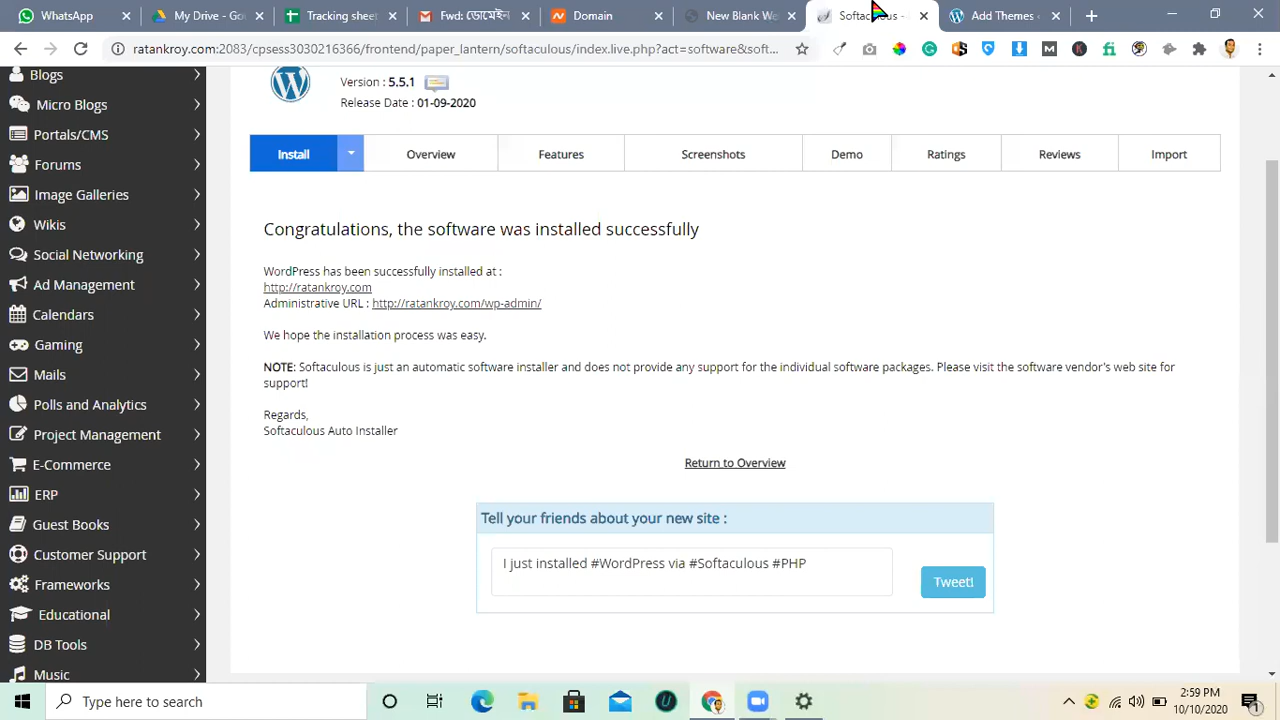 WhatsApp
My Drive - Go
Tracking sheet
Fwd: ডোমেইন
Domain
New Blank We
Softaculous -
Add Themes ‹
ratankroy.com:2083/cpsess3030216366/frontend/paper_lantern/softaculous/index.live.php?act=software&soft...
Blogs
Micro Blogs
Portals/CMS
Forums
Image Galleries
Wikis
Social Networking
Ad Management
Calendars
Gaming
Mails
Polls and Analytics
Project Management
E-Commerce
ERP
Guest Books
Customer Support
Frameworks
Educational
DB Tools
Music
Version : 5.5.1
Release Date : 01-09-2020
Install
Overview
Features
Screenshots
Demo
Ratings
Reviews
Import
Congratulations, the software was installed successfully
WordPress has been successfully installed at :
http://ratankroy.com
Administrative URL : http://ratankroy.com/wp-admin/
We hope the installation process was easy.
NOTE: Softaculous is just an automatic software installer and does not provide any support for the individual software packages. Please visit the software vendor's web site for
support!
Regards,
Softaculous Auto Installer
Return to Overview
Tell your friends about your new site :
I just installed #WordPress via #Softaculous #PHP
Tweet!
Type here to search
2:59 PM
10/10/2020